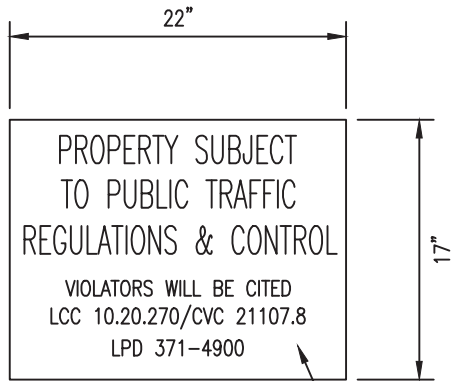 22"
PROPERTY SUBJECT
TO PUBLIC TRAFFIC
REGULATIONS & CONTROL
VIOLATORS WILL BE CITED
LCC 10.20.270/CVC 21107.8
LPD 371-4900
17"